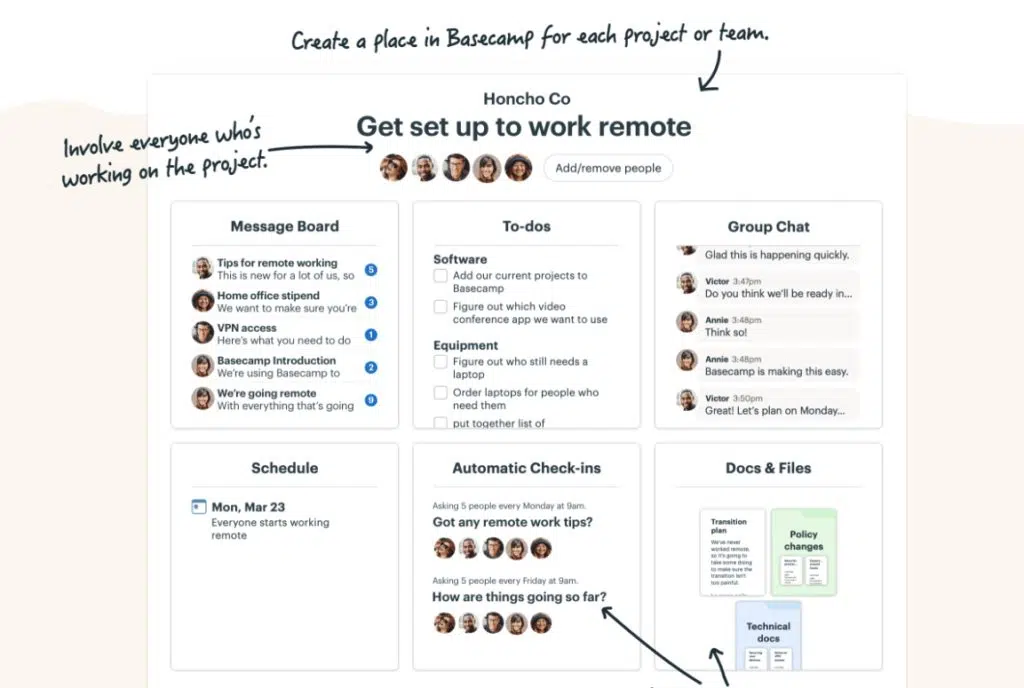 Create a place in Basecamp for each project or team.
Honcho Co
Get set up to work remote
Involve everyone who's
working on the project.
Add/remove people
Message Board
Tips for remote working
This is new for a lot of us, so
5
Home office stipend
We want to make sure you're
3
VPN access
Here's what you need to do
1
Basecamp Introduction
We're using Basecamp to
2
We're going remote
With everything that's going
9
To-dos
Software
Add our current projects to
Basecamp
Figure out which video
conference app we want to use
Equipment
Figure out who still needs a
laptop
Order laptops for people who
need them
put together list of
Group Chat
Glad this is happening quickly.
Victor 3:47pm
Do you think we'll be ready in...
Annie 3:48pm
Think so!
Annie 3:48pm
Basecamp is making this easy.
Victor 3:50pm
Great! Let's plan on Monday...
Schedule
Mon, Mar 23
Everyone starts working
remote
Automatic Check-ins
Asking 5 people every Monday at 9am.
Got any remote work tips?
Asking 5 people every Friday at 9am.
How are things going so far?
Docs & Files
Transition
plan
We've never
worked remote,
so it's going to
take some doing
to make sure the
transition isn't
too painful.
Policy
changes
Technical
docs